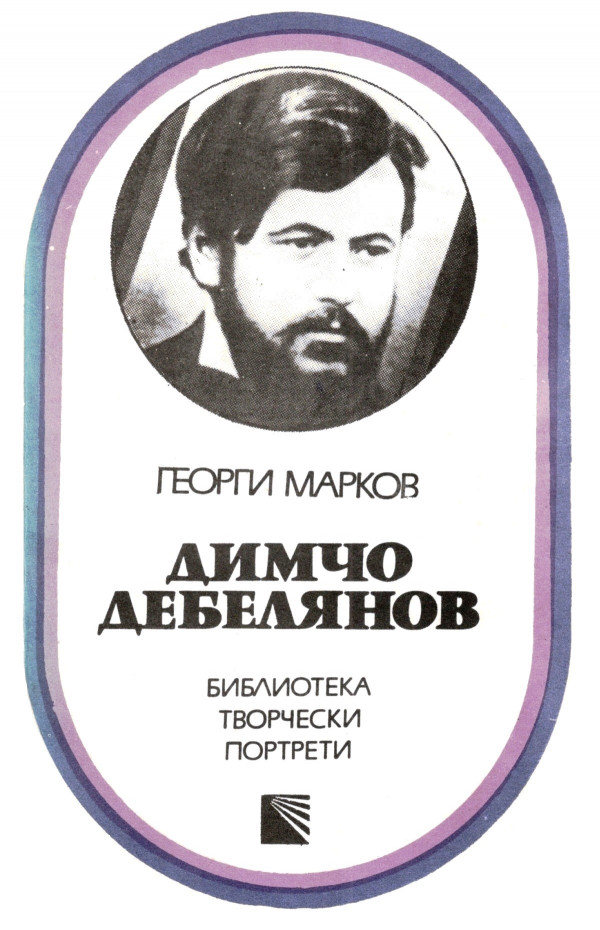 ГЕОРГИ МАРКОВ
ДИМЧО
ДЕБЕЛЯНОВ
БИБЛИОТЕКА
ТВОРЧЕСКИ
ПОРТРЕТИ